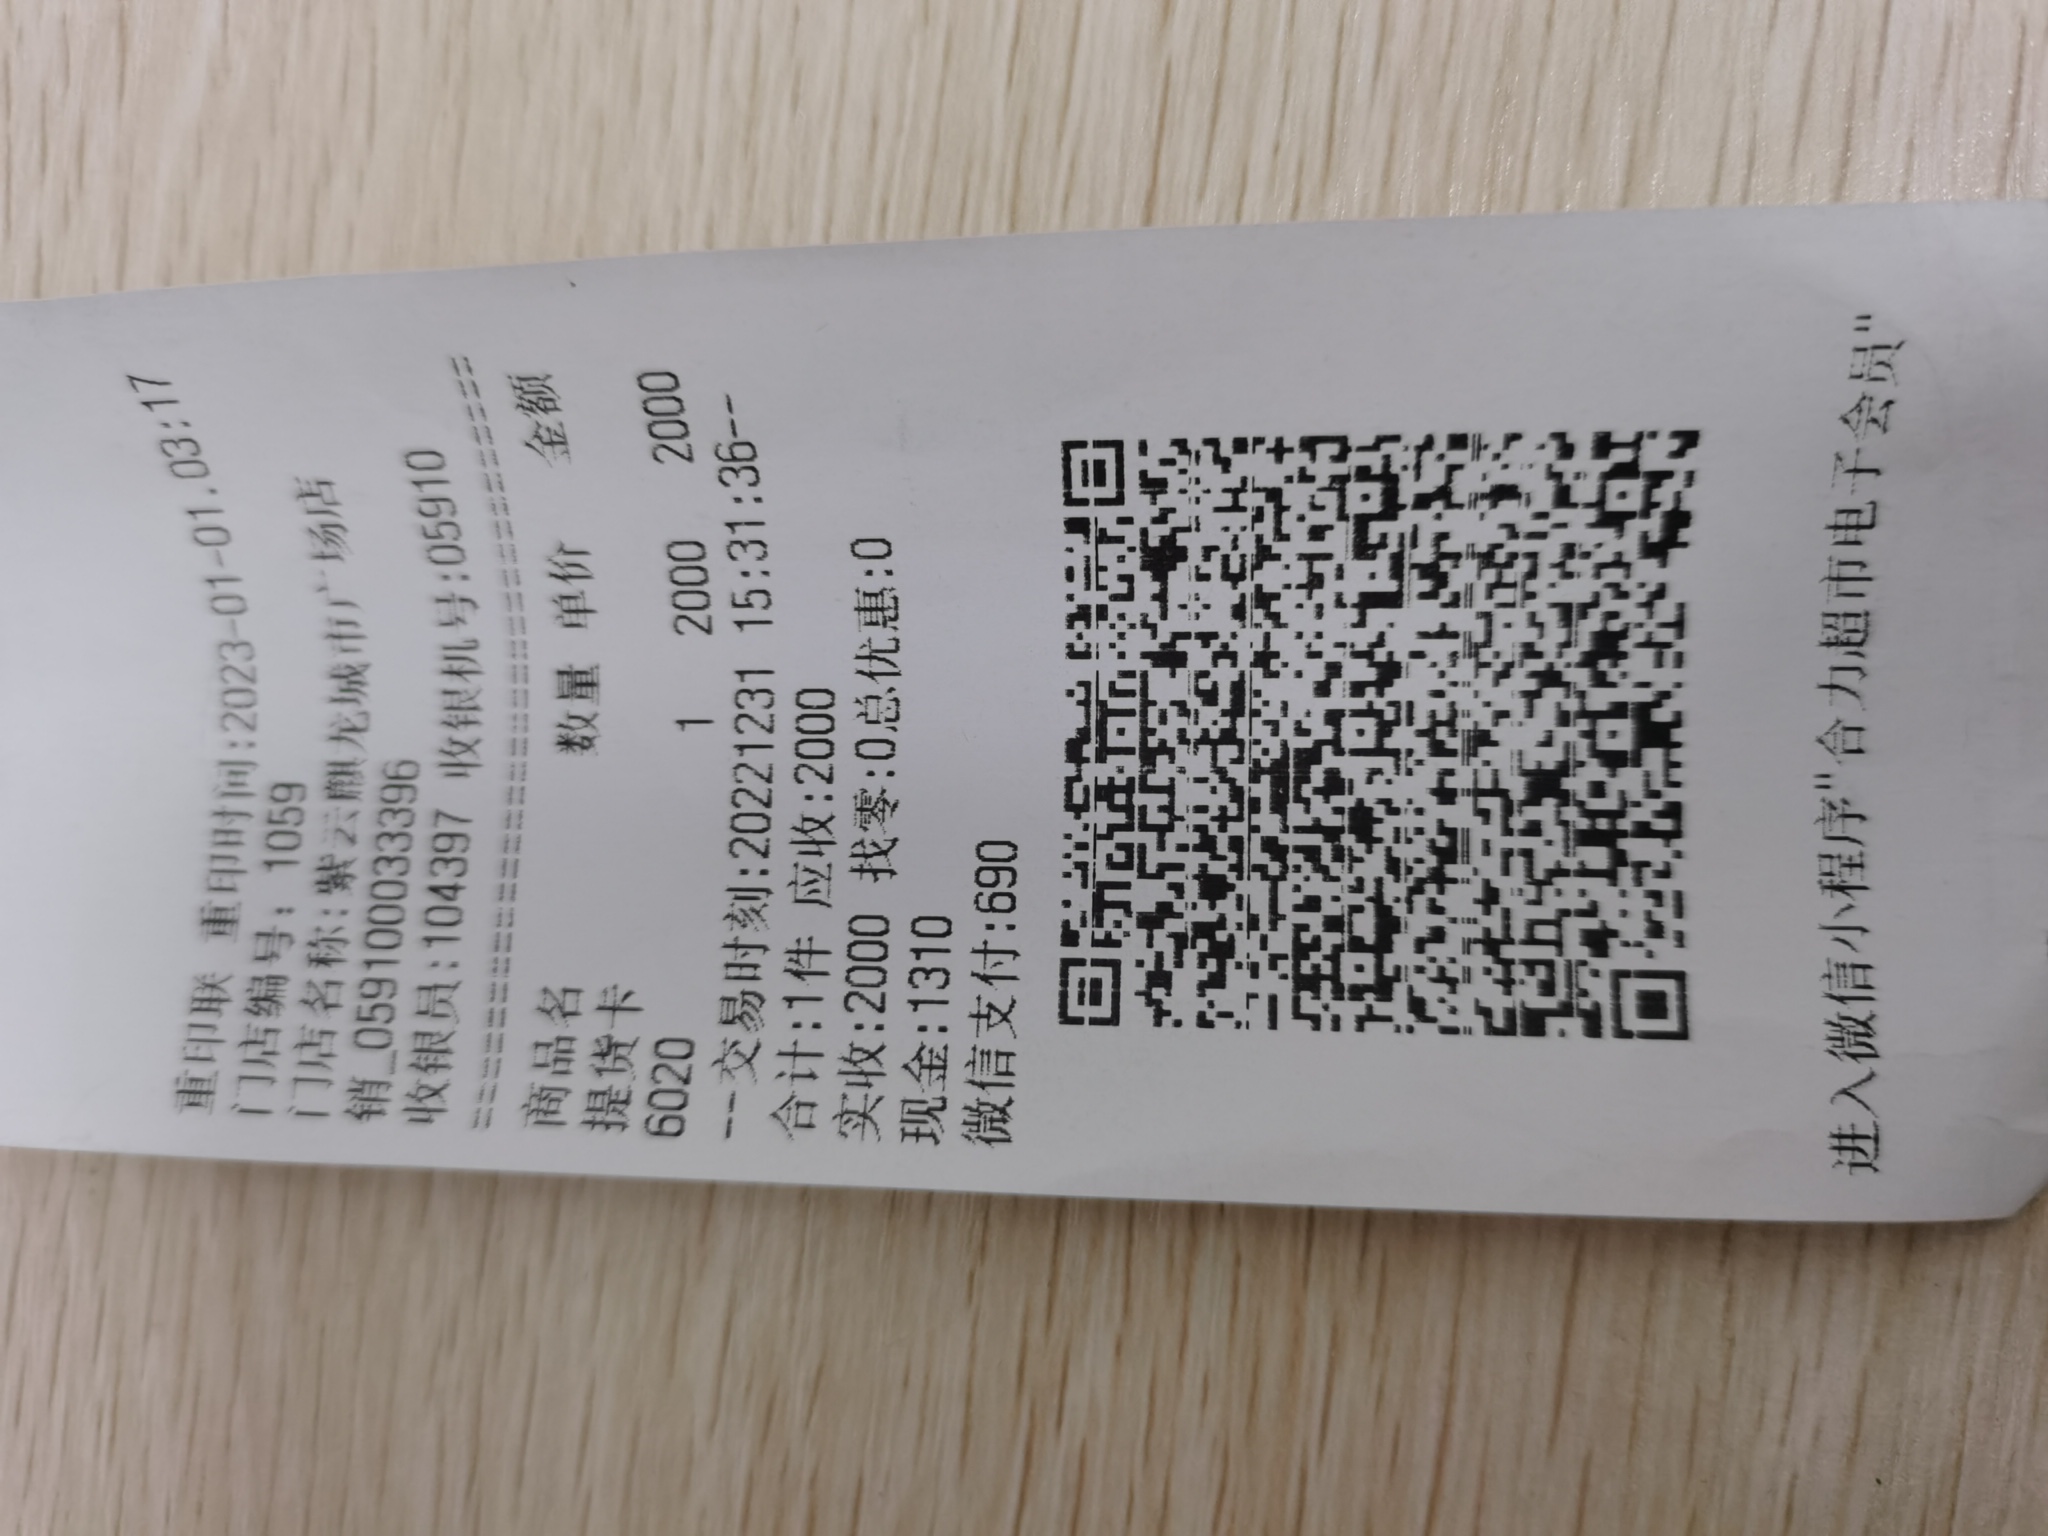 重印联 重印时间:2023-01-01.03:17
门店编号: 1059
门店名称:紫云麒龙城市广场店
销_0591000033396
收银员:104397 收银机号:05910
================================
商品名 数量 单价 金额
提货卡
6020 1 2000 2000
--交易时刻:20221231 15:31:36--
合计:1件 应收:2000
实收:2000 找零:0总优惠:0
现金:1310
微信支付:690
进入微信小程序"合力超市电子会员"